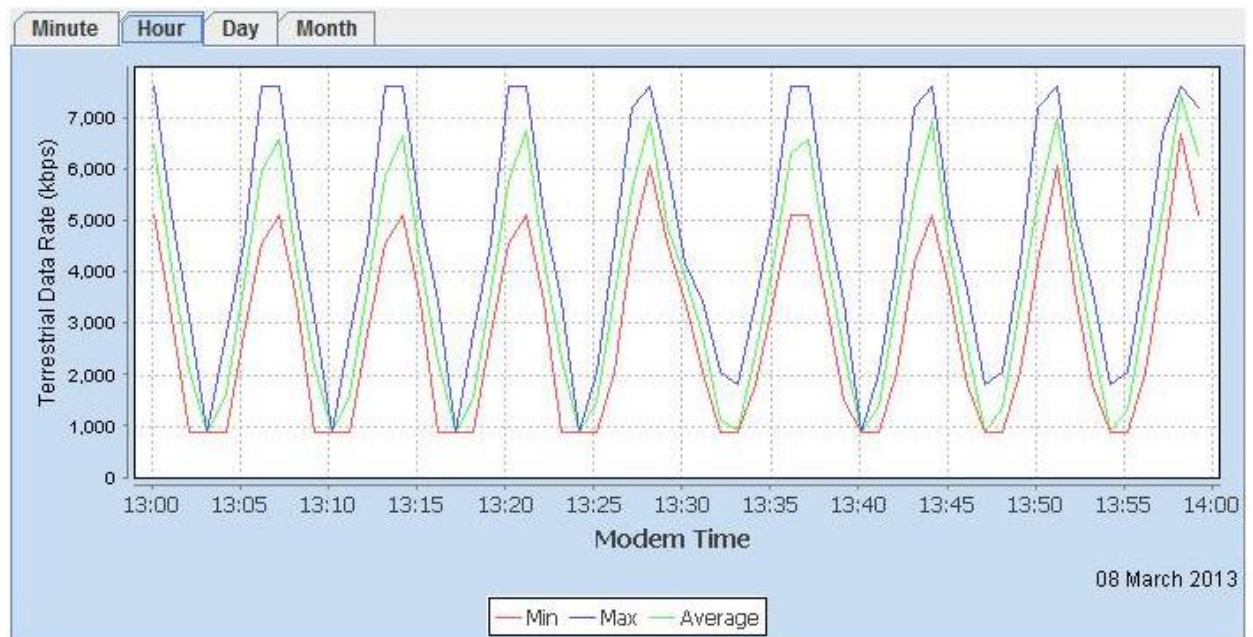 Minute Hour Day Month
Terrestrial Data Rate (kbps)
7,000
6,000
5,000
4,000
3,000
2,000
1,000
0
13:00 13:05 13:10 13:15 13:20 13:25 13:30 13:35 13:40 13:45 13:50 13:55 14:00
Modem Time
08 March 2013
Min Max Average